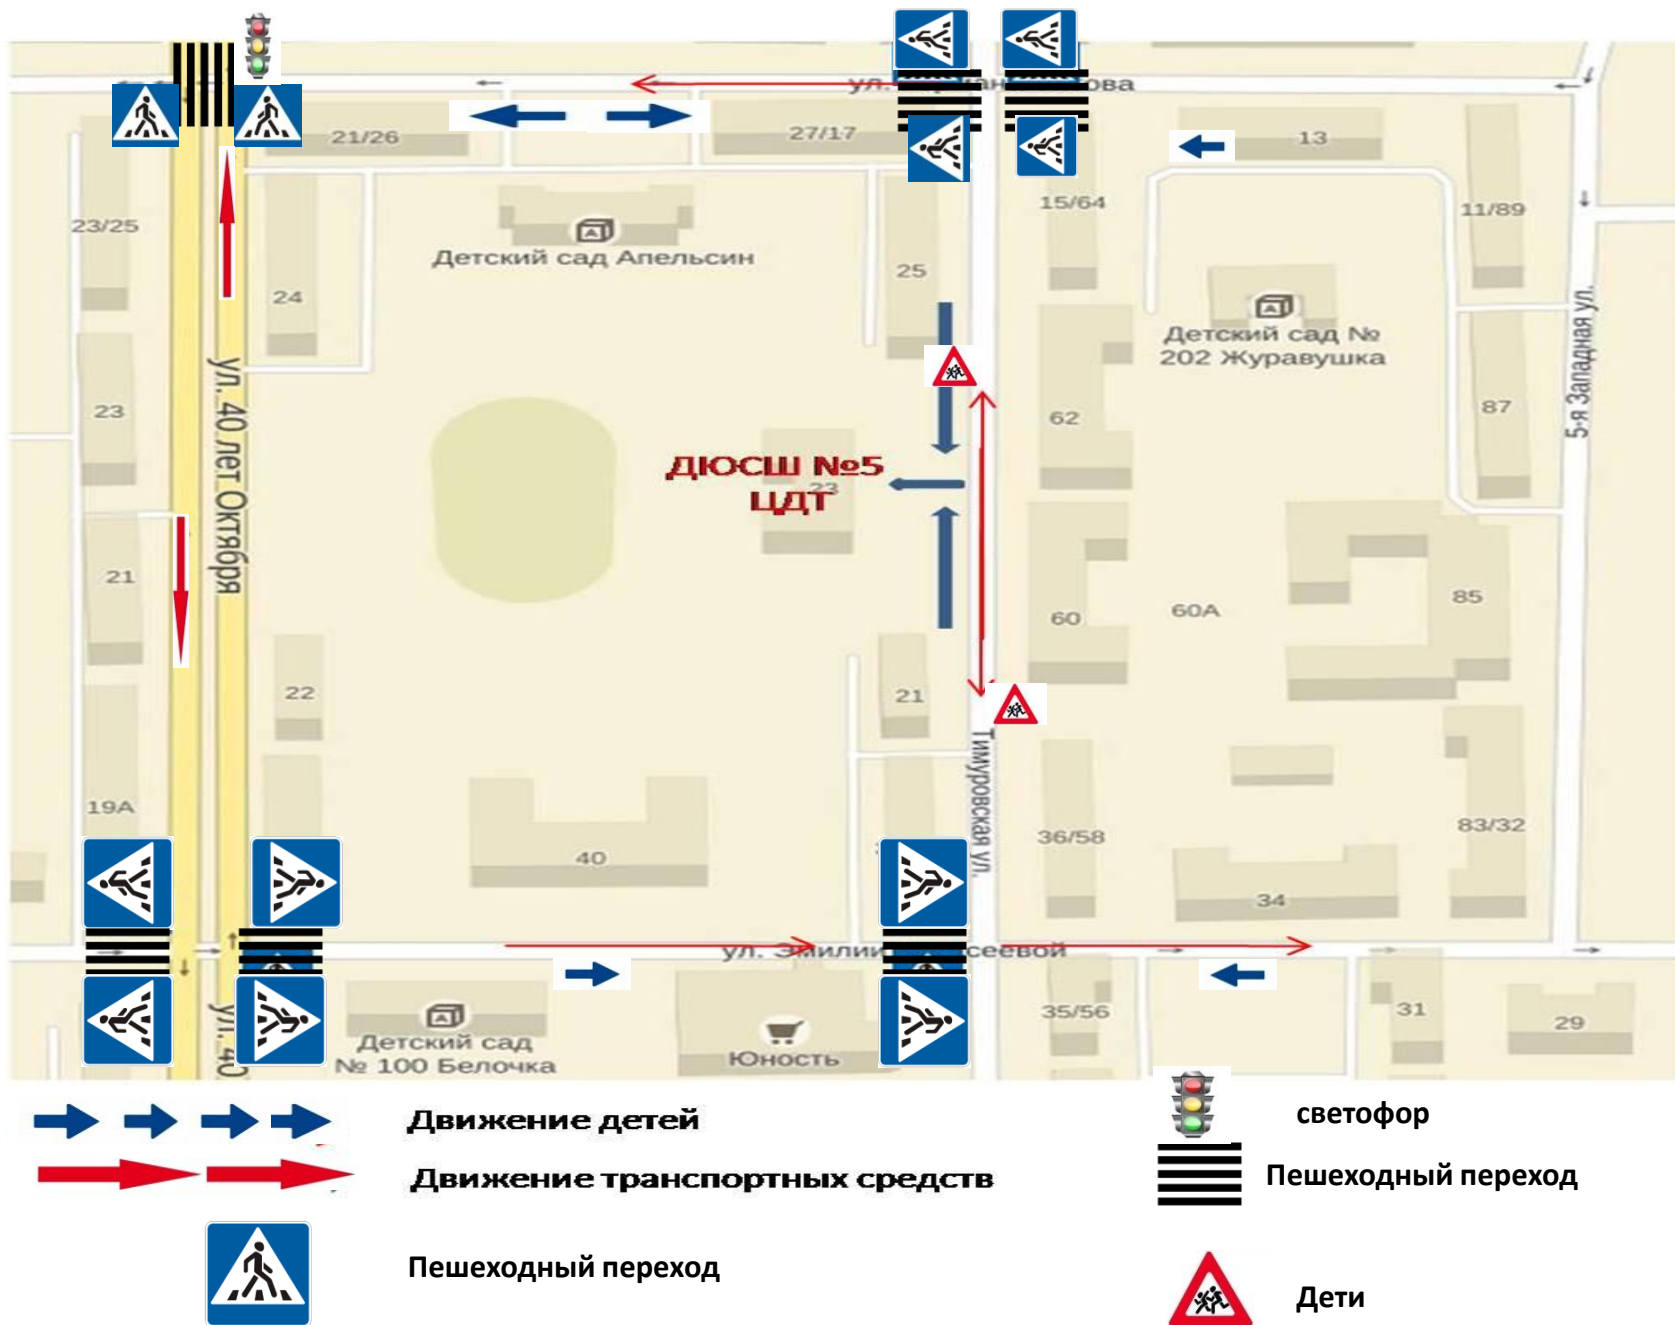 ова
21/26
27/17
13
23/25
15/64
11/89
Детский сад Апельсин
25
24
Детский сад №
202 Журавушка
5-я Западная ул.
ул. 40 лет Октября
23
62
87
ДЮСШ №5
23
ЦДТ
21
60
60А
85
22
21
Тимуровская ул.
19А
40
36/58
83/32
34
ул. Эмилии
сеевой
ул. 40
Детский сад
№ 100 Белочка
Юность
35/56
31
29
Движение детей
светофор
Движение транспортных средств
Пешеходный переход
Пешеходный переход
Дети